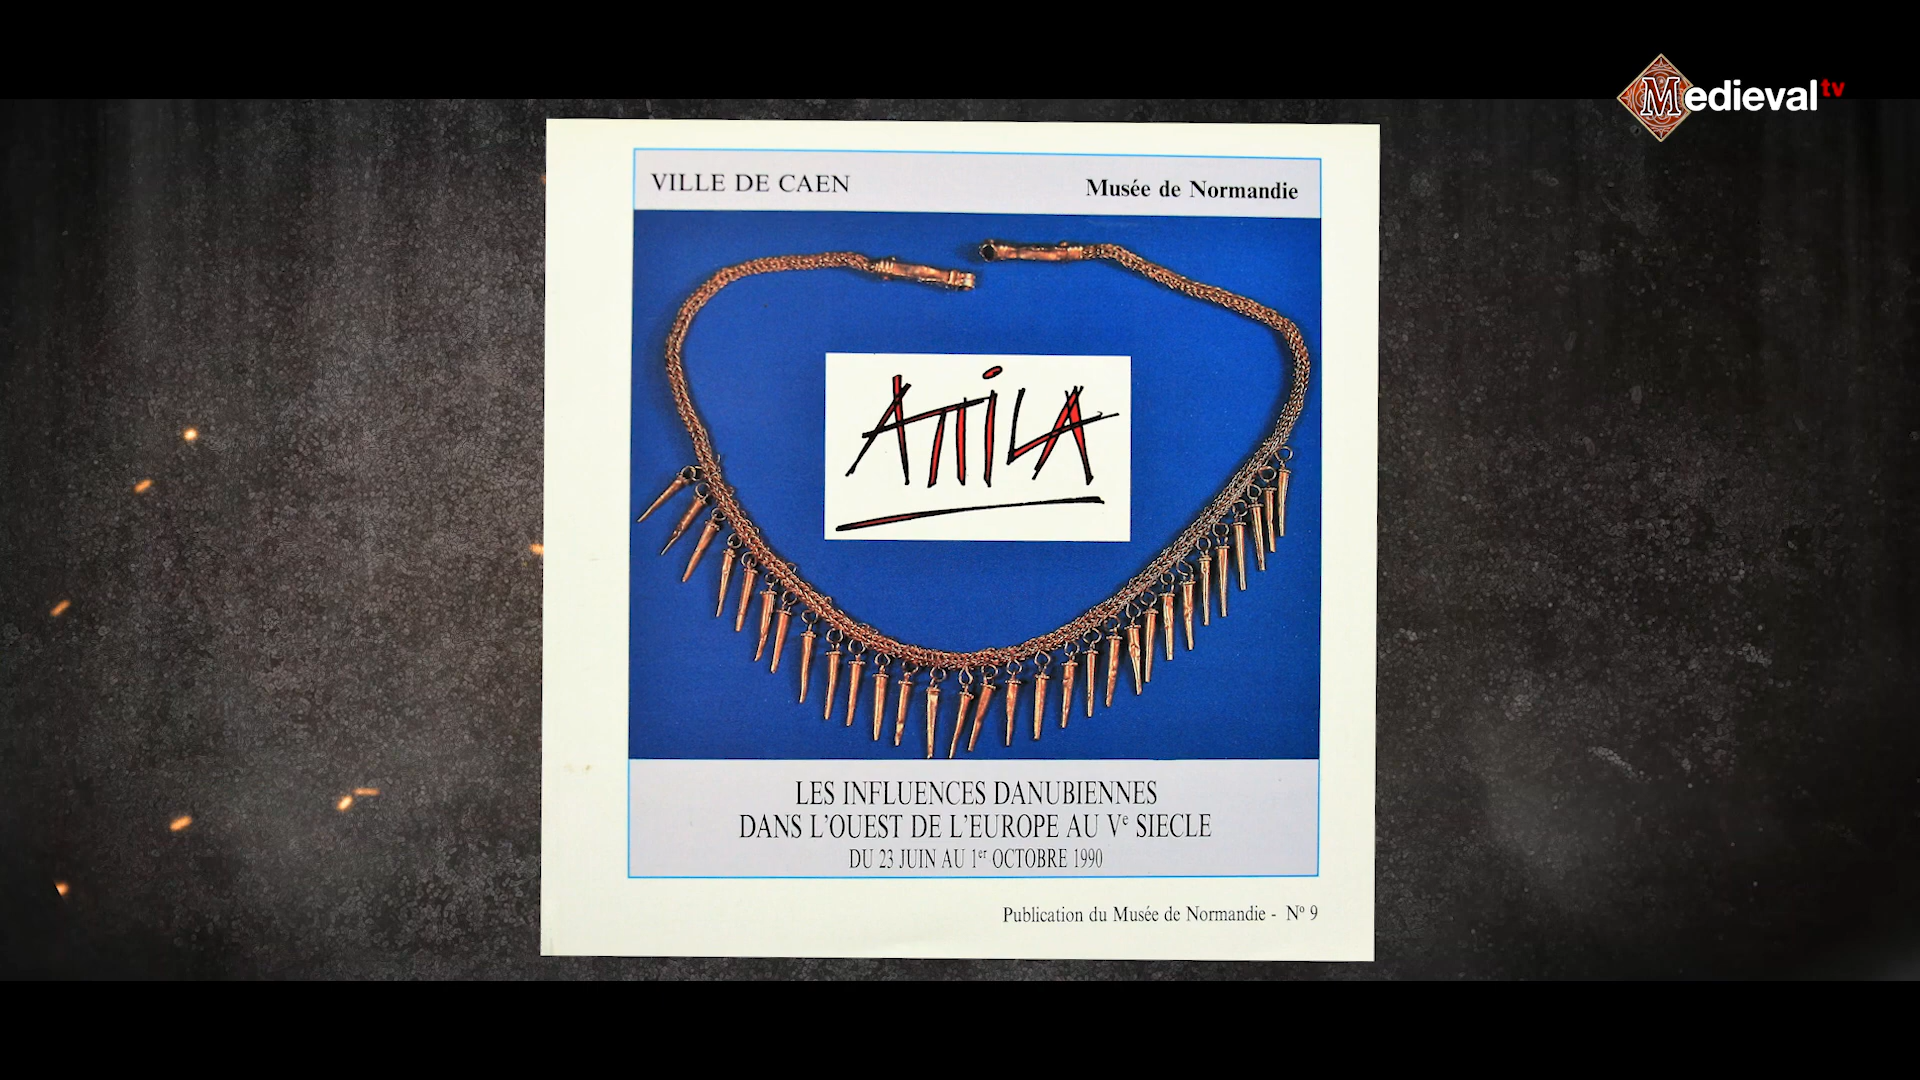 Medieval tv
VILLE DE CAEN
Musée de Normandie
ATTiLA
LES INFLUENCES DANUBIENNES
DANS L'OUEST DE L'EUROPE AU Ve SIECLE
DU 23 JUIN AU 1er OCTOBRE 1990
Publication du Musée de Normandie - Nº 9